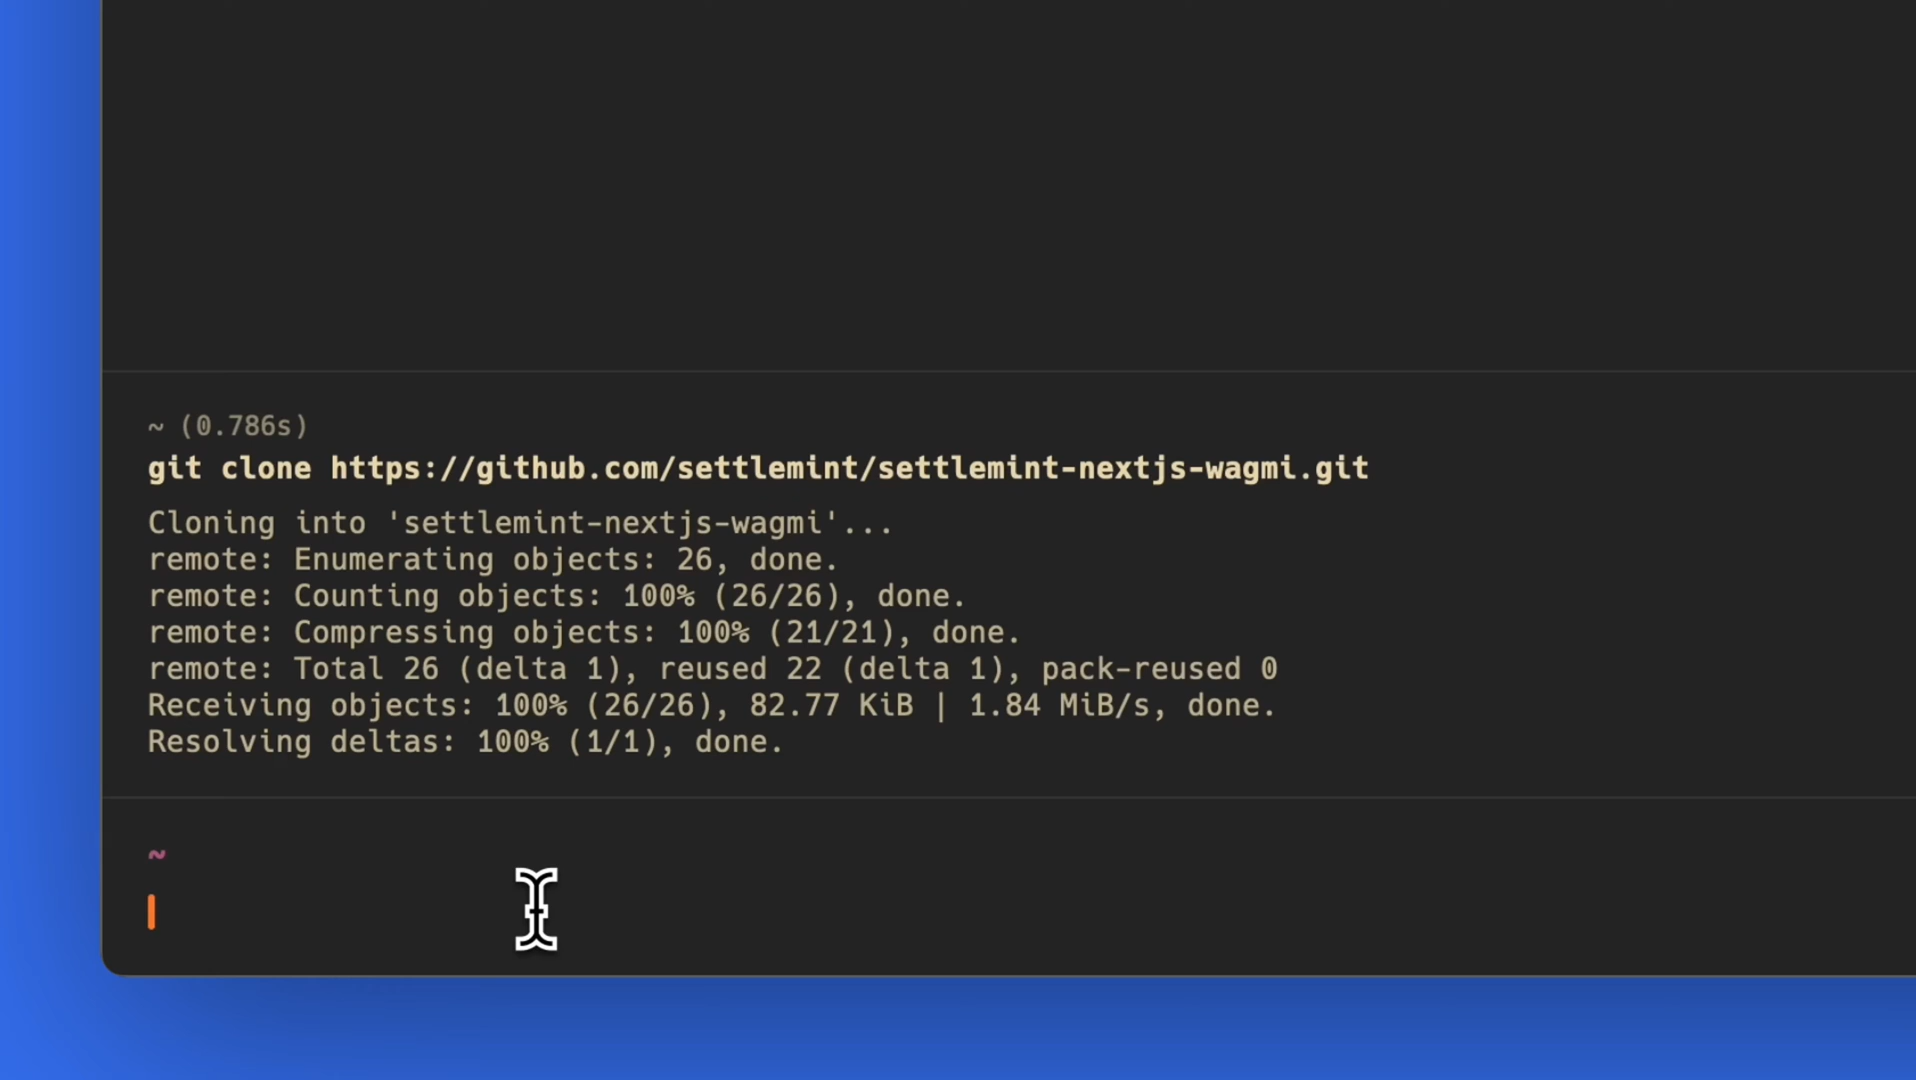 ~ (0.786s)
git clone https://github.com/settlemint/settlemint-nextjs-wagmi.git
Cloning into 'settlemint-nextjs-wagmi'...
remote: Enumerating objects: 26, done.
remote: Counting objects: 100% (26/26), done.
remote: Compressing objects: 100% (21/21), done.
remote: Total 26 (delta 1), reused 22 (delta 1), pack-reused 0
Receiving objects: 100% (26/26), 82.77 KiB | 1.84 MiB/s, done.
Resolving deltas: 100% (1/1), done.
~